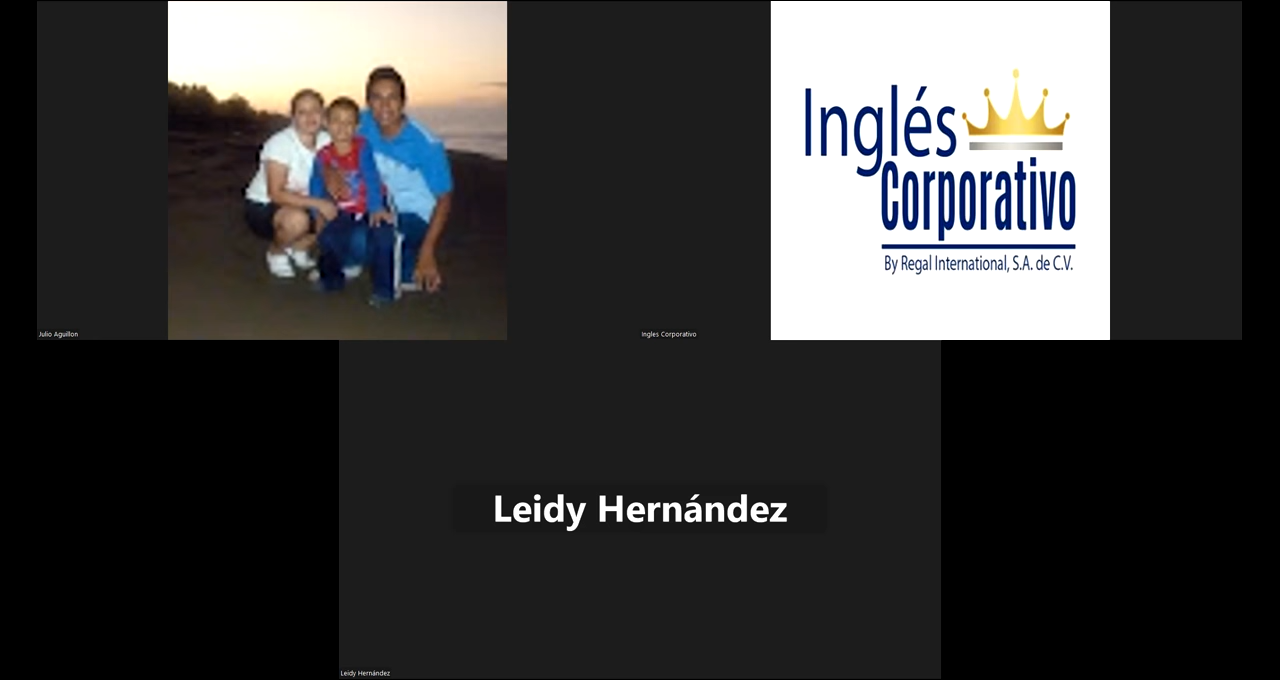 Julio Aguillon
Inglés
Corporativo
By Regal International, S.A. de C.V.
Ingles Corporativo
Leidy Hernández
Leidy Hernández